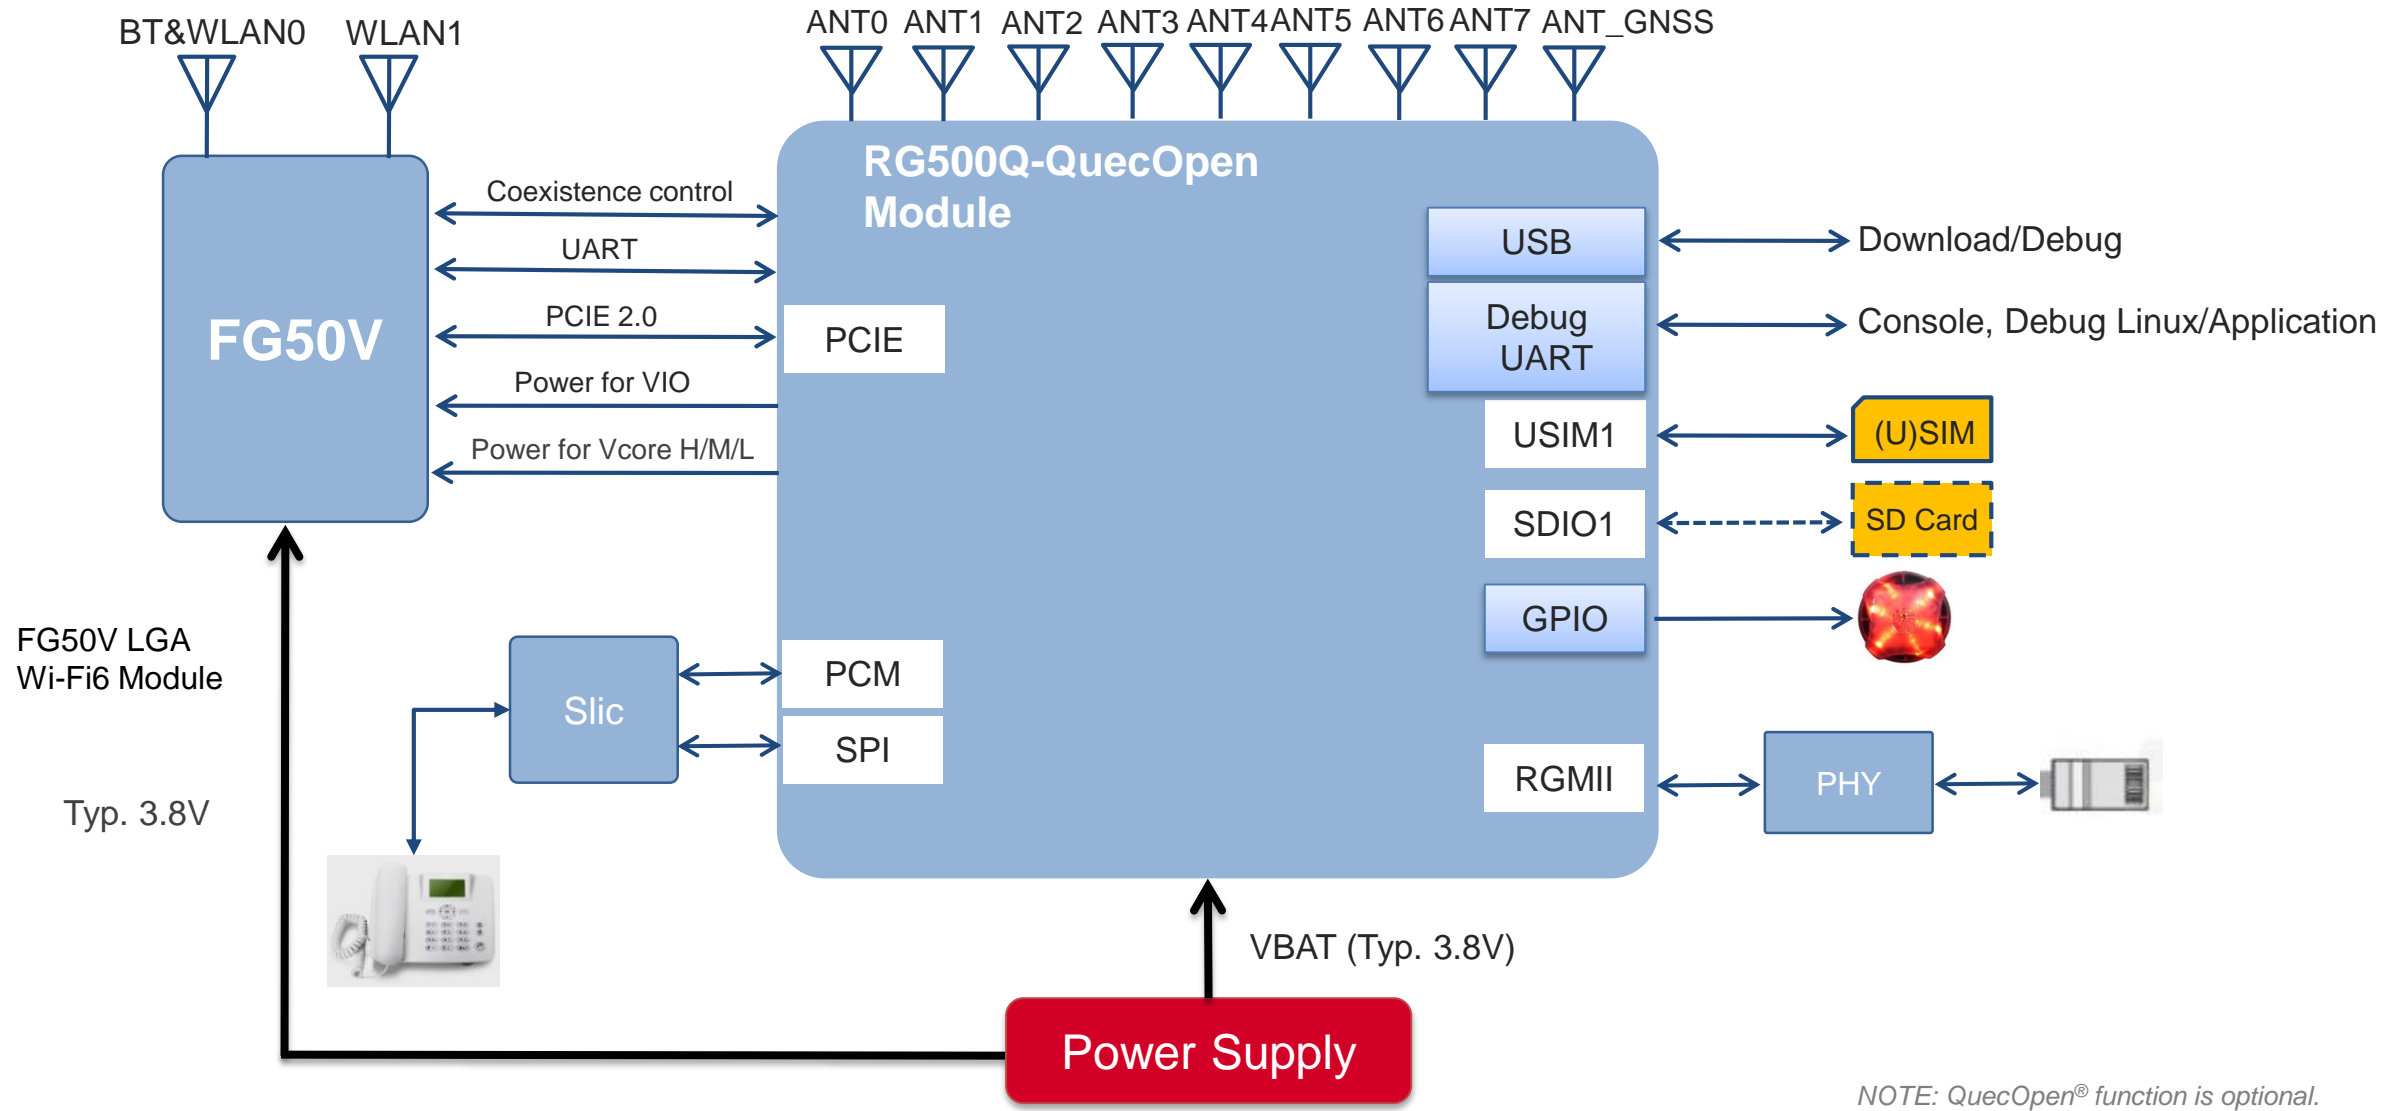 BT&WLAN0
WLAN1
ANT0
ANT1
ANT2
ANT3
ANT4
ANT5
ANT6
ANT7
ANT_GNSS
RG500Q-QuecOpen
Module
FG50V
Coexistence control
UART
PCIE 2.0
Power for VIO
Power for Vcore H/M/L
PCIE
USB
Download/Debug
Debug
UART
Console, Debug Linux/Application
USIM1
(U)SIM
SDIO1
SD Card
GPIO
FG50V LGA
Wi-Fi6 Module
Slic
PCM
SPI
RGMII
PHY
Typ. 3.8V
VBAT (Typ. 3.8V)
Power Supply
NOTE: QuecOpen® function is optional.